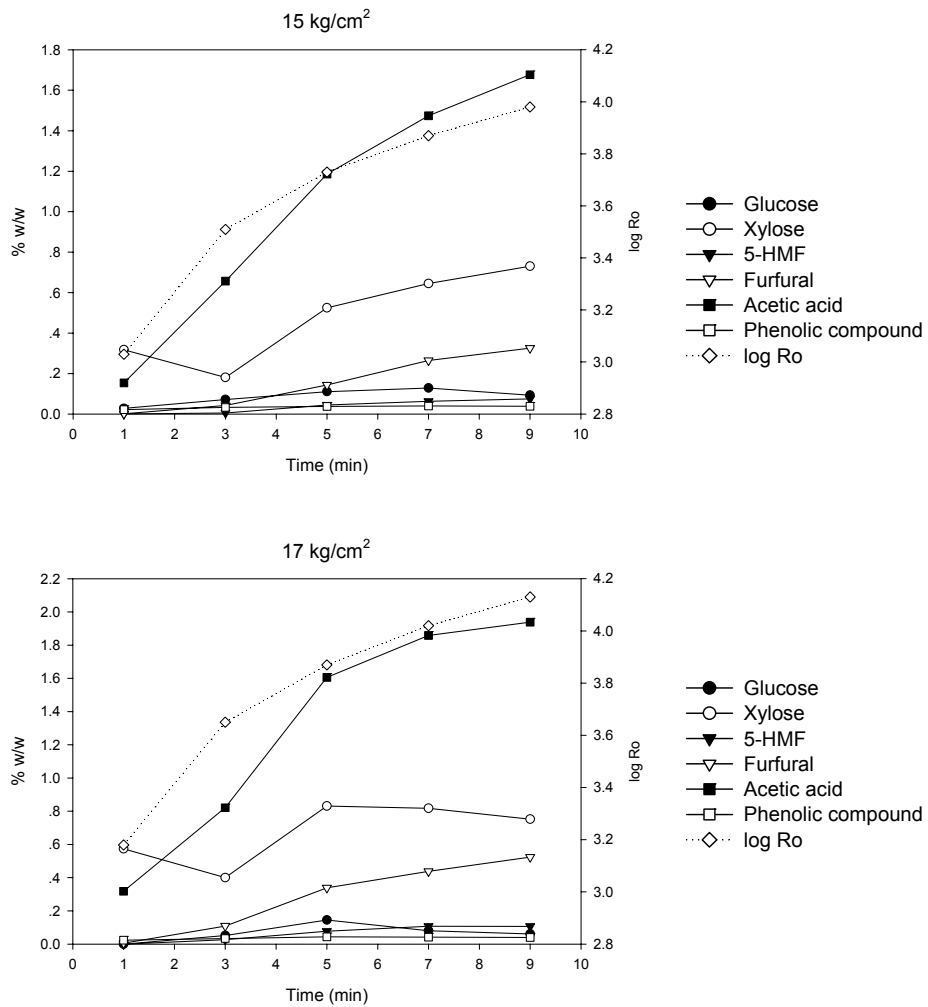 15 kg/cm²
1.8
1.6
1.4
1.2
1.0
.8
.6
.4
.2
0.0
% w/w
4.2
4.0
3.8
3.6
3.4
3.2
3.0
2.8
log Ro
0 1 2 3 4 5 6 7 8 9 10
Time (min)
Glucose
Xylose
5-HMF
Furfural
Acetic acid
Phenolic compound
log Ro
17 kg/cm²
2.2
2.0
1.8
1.6
1.4
1.2
1.0
.8
.6
.4
.2
0.0
% w/w
4.2
4.0
3.8
3.6
3.4
3.2
3.0
2.8
log Ro
0 1 2 3 4 5 6 7 8 9 10
Time (min)
Glucose
Xylose
5-HMF
Furfural
Acetic acid
Phenolic compound
log Ro